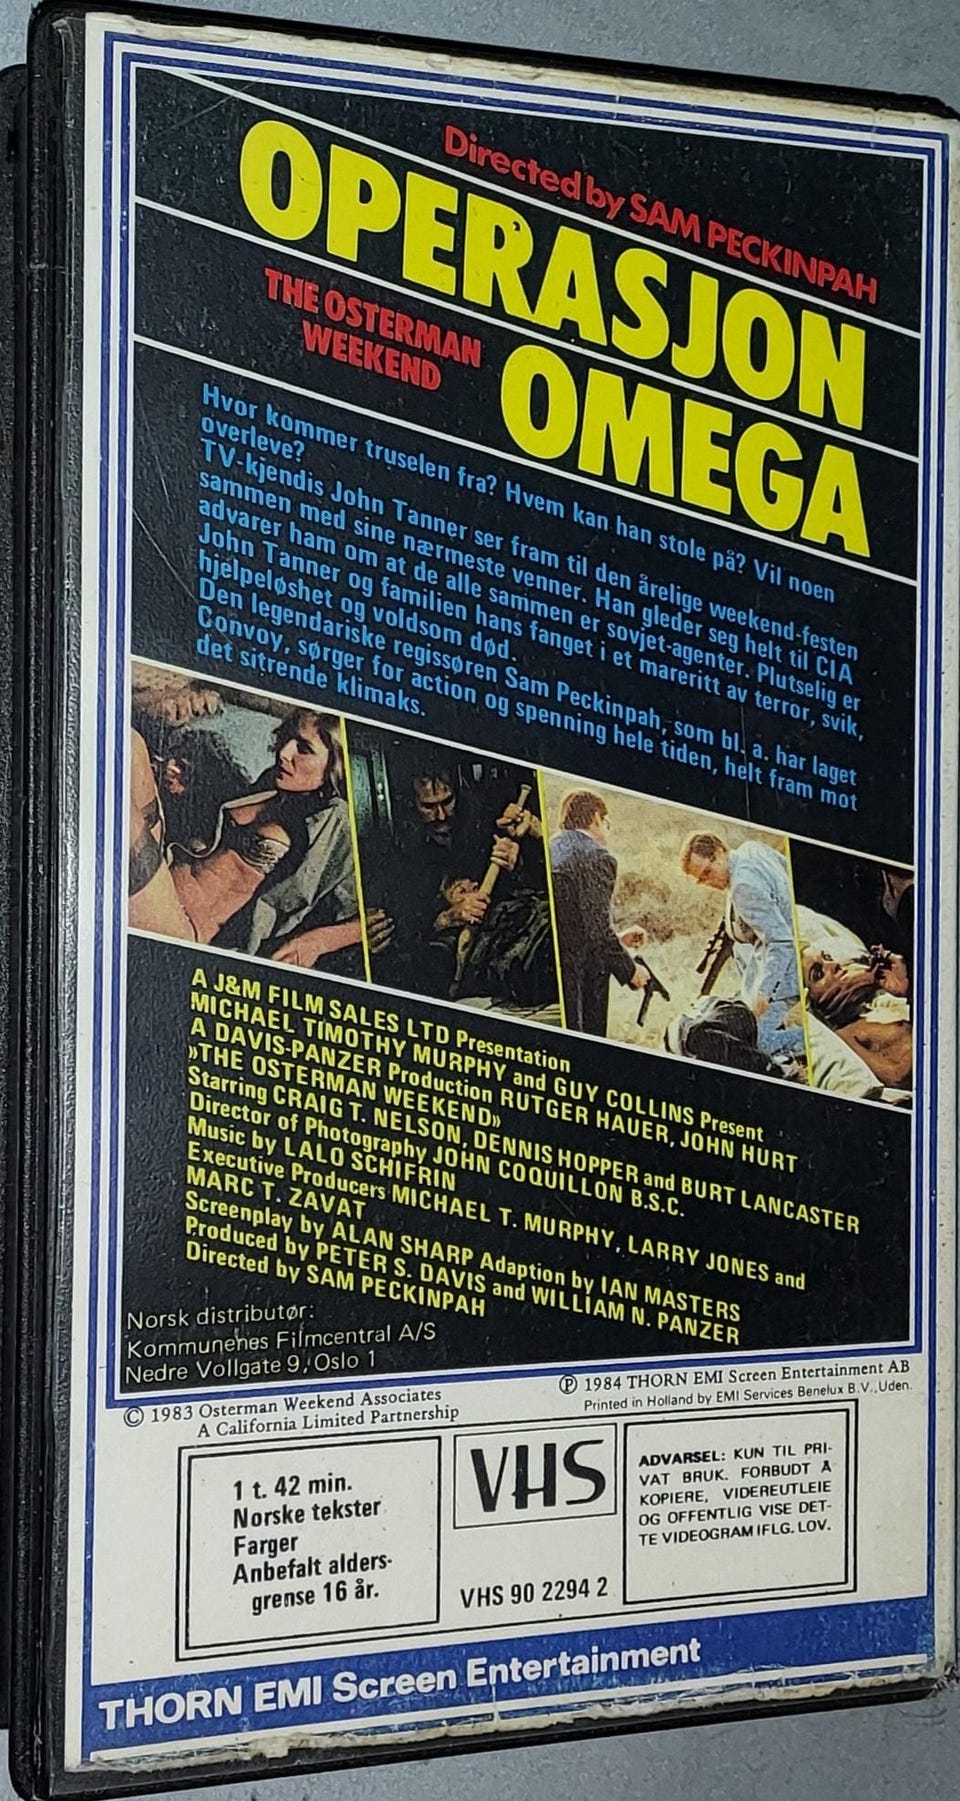 Directed by SAM PECKINPAH
OPERASJON
THE OSTERMAN
WEEKEND
OMEGA
Hvor kommer truselen fra? Hvem kan han stole på? Vil noen
overleve?
TV-kjendis John Tanner ser fram til den årelige weekend-festen
sammen med sine nærmeste venner. Han gleder seg helt til CIA
advarer ham om at de alle sammen er sovjet-agenter. Plutselig er
John Tanner og familien hans fanget i et mareritt av terror, svik,
hjelpeløshet og voldsom død.
Den legendariske regissøren Sam Peckinpah, som bl. a. har laget
Convoy, sørger for action og spenning hele tiden, helt fram mot
det sitrende klimaks.
A J&M FILM SALES LTD Presentation
MICHAEL TIMOTHY MURPHY and GUY COLLINS Present
A DAVIS-PANZER Production RUTGER HAUER, JOHN HURT
»THE OSTERMAN WEEKEND»
Starring CRAIG T. NELSON, DENNIS HOPPER and BURT LANCASTER
Director of Photography JOHN COQUILLON B.S.C.
Music by LALO SCHIFRIN
Executive Producers MICHAEL T. MURPHY, LARRY JONES and
MARC T. ZAVAT
Screenplay by ALAN SHARP Adaption by IAN MASTERS
Produced by PETER S. DAVIS and WILLIAM N. PANZER
Directed by SAM PECKINPAH
Norsk distributør:
Kommunenes Filmcentral A/S
Nedre Vollgate 9, Oslo 1
© 1983 Osterman Weekend Associates
A California Limited Partnership
Ⓟ 1984 THORN EMI Screen Entertainment AB
Printed in Holland by EMI Services Benelux B.V., Uden.
1 t. 42 min.
Norske tekster
Farger
Anbefalt alders-
grense 16 år.
VHS
VHS 90 2294 2
ADVARSEL: KUN TIL PRI-
VAT BRUK. FORBUDT Å
KOPIERE, VIDEREUTLEIE
OG OFFENTLIG VISE DET-
TE VIDEOGRAM IFLG. LOV.
THORN EMI Screen Entertainment